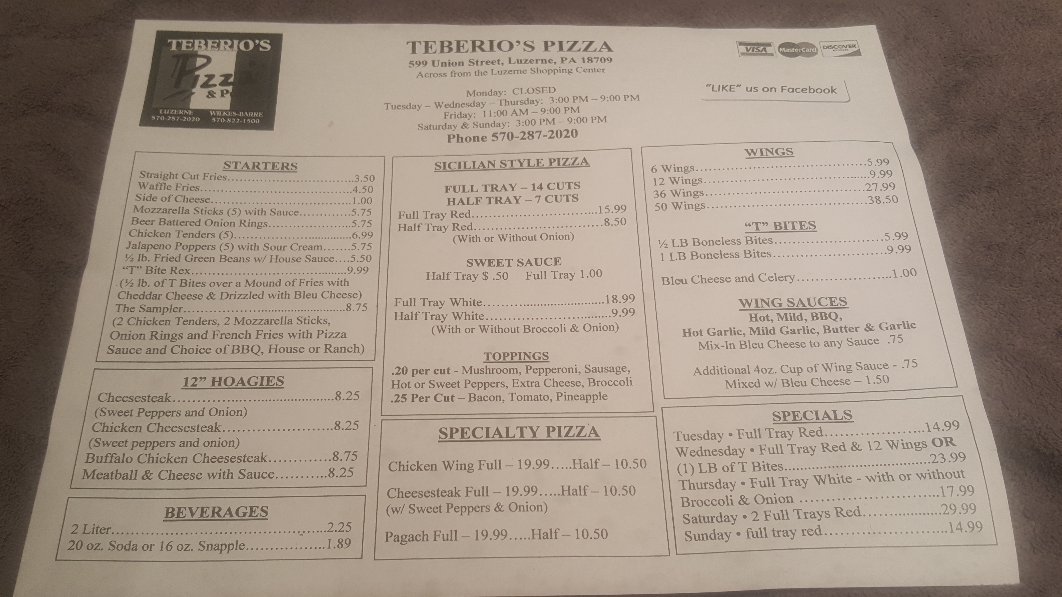 TEBERIO'S
Pizza
& P
LUZERNE WILKES-BARRE
570-287-2020 570-822-1500
TEBERIO'S PIZZA
599 Union Street, Luzerne, PA 18709
Across from the Luzerne Shopping Center
Monday: CLOSED
Tuesday – Wednesday – Thursday: 3:00 PM – 9:00 PM
Friday: 11:00 AM – 9:00 PM
Saturday & Sunday: 3:00 PM – 9:00 PM
Phone 570-287-2020
VISA MasterCard DISCOVER
"LIKE" us on Facebook
STARTERS
Straight Cut Fries....................3.50
Waffle Fries....................4.50
Side of Cheese....................1.00
Mozzarella Sticks (5) with Sauce............5.75
Beer Battered Onion Rings....................5.75
Chicken Tenders (5)....................6.99
Jalapeno Poppers (5) with Sour Cream.......5.75
½ lb. Fried Green Beans w/ House Sauce....5.50
"T" Bite Rex....................9.99
(½ lb. of T Bites over a Mound of Fries with
Cheddar Cheese & Drizzled with Bleu Cheese)
The Sampler....................8.75
(2 Chicken Tenders, 2 Mozzarella Sticks,
Onion Rings and French Fries with Pizza
Sauce and Choice of BBQ, House or Ranch)
12" HOAGIES
Cheesesteak....................8.25
(Sweet Peppers and Onion)
Chicken Cheesesteak....................8.25
(Sweet peppers and onion)
Buffalo Chicken Cheesesteak............8.75
Meatball & Cheese with Sauce...........8.25
BEVERAGES
2 Liter....................2.25
20 oz. Soda or 16 oz. Snapple................1.89
SICILIAN STYLE PIZZA
FULL TRAY – 14 CUTS
HALF TRAY – 7 CUTS
Full Tray Red....................15.99
Half Tray Red....................8.50
(With or Without Onion)
SWEET SAUCE
Half Tray $ .50 Full Tray 1.00
Full Tray White....................18.99
Half Tray White....................9.99
(With or Without Broccoli & Onion)
TOPPINGS
.20 per cut - Mushroom, Pepperoni, Sausage,
Hot or Sweet Peppers, Extra Cheese, Broccoli
.25 Per Cut – Bacon, Tomato, Pineapple
SPECIALTY PIZZA
Chicken Wing Full – 19.99.....Half – 10.50
Cheesesteak Full – 19.99.....Half – 10.50
(w/ Sweet Peppers & Onion)
Pagach Full – 19.99.....Half – 10.50
WINGS
6 Wings....................5.99
12 Wings....................9.99
36 Wings....................27.99
50 Wings....................38.50
"T" BITES
½ LB Boneless Bites....................5.99
1 LB Boneless Bites....................9.99
Bleu Cheese and Celery....................1.00
WING SAUCES
Hot, Mild, BBQ,
Hot Garlic, Mild Garlic, Butter & Garlic
Mix-In Bleu Cheese to any Sauce .75
Additional 4oz. Cup of Wing Sauce - .75
Mixed w/ Bleu Cheese – 1.50
SPECIALS
Tuesday • Full Tray Red....................14.99
Wednesday • Full Tray Red & 12 Wings OR
(1) LB of T Bites....................23.99
Thursday • Full Tray White - with or without
Broccoli & Onion ....................17.99
Saturday • 2 Full Trays Red.................29.99
Sunday • full tray red....................14.99